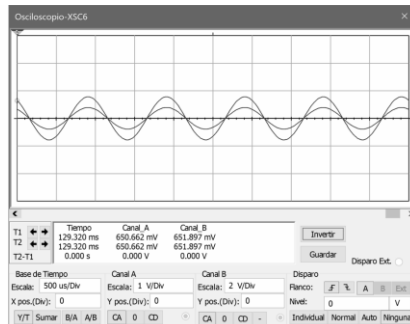 Osciloscopio-XSC6
Tiempo Canal_A Canal_B
T1 129.320 ms 650.662 mV 651.897 mV
T2 129.320 ms 650.662 mV 651.897 mV
T2-T1 0.000 s 0.000 V 0.000 V
Invertir
Guardar
Disparo Ext.
Base de Tiempo Canal A Canal B Disparo
Escala: 500 us/Div Escala: 1 V/Div Escala: 2 V/Div Flanco: A B Ext
X pos.(Div): 0 Y pos.(Div): 0 Y pos.(Div): 0 Nivel: 0 V
Y/T Sumar B/A A/B CA 0 CD CA 0 CD - Individual Normal Auto Ninguna